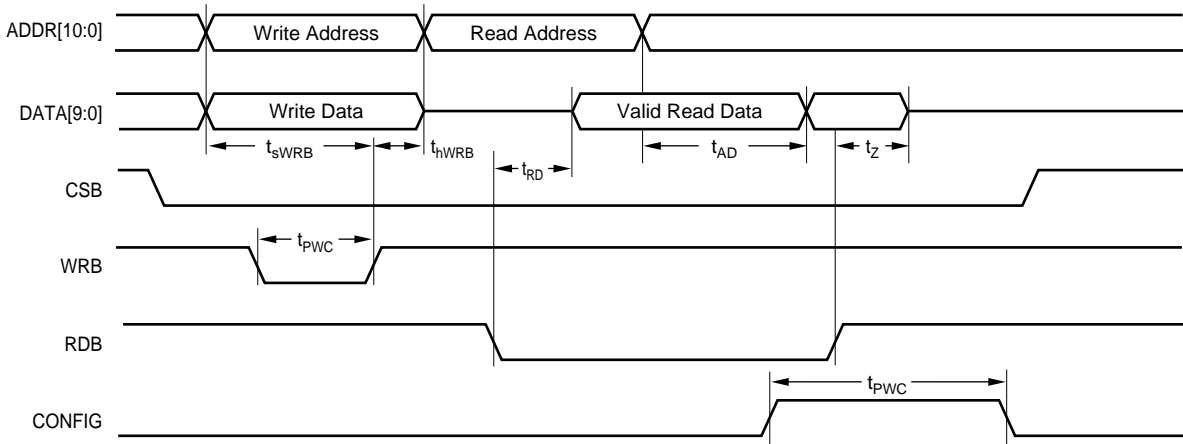 ADDR[10:0] Write Address Read Address
DATA[9:0] Write Data Valid Read Data
tsWRB thWRB tRD tAD tZ
CSB
tPWC
WRB
RDB
tPWC
CONFIG